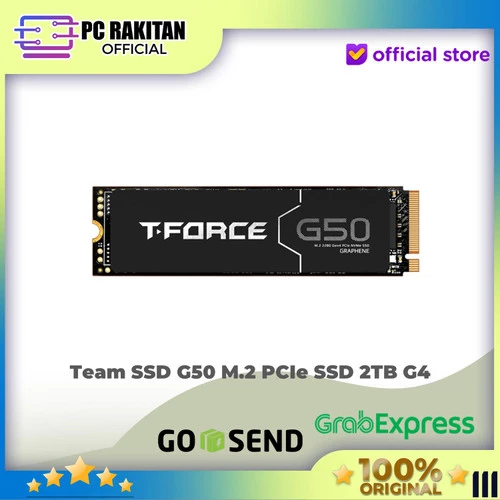 PC RAKITAN
OFFICIAL
official store
T-FORCE
G50
M.2 2280 Gen4 PCIe NVMe SSD
GRAPHENE
Team SSD G50 M.2 PCIe SSD 2TB G4
GO SEND
GrabExpress
100%
ORIGINAL